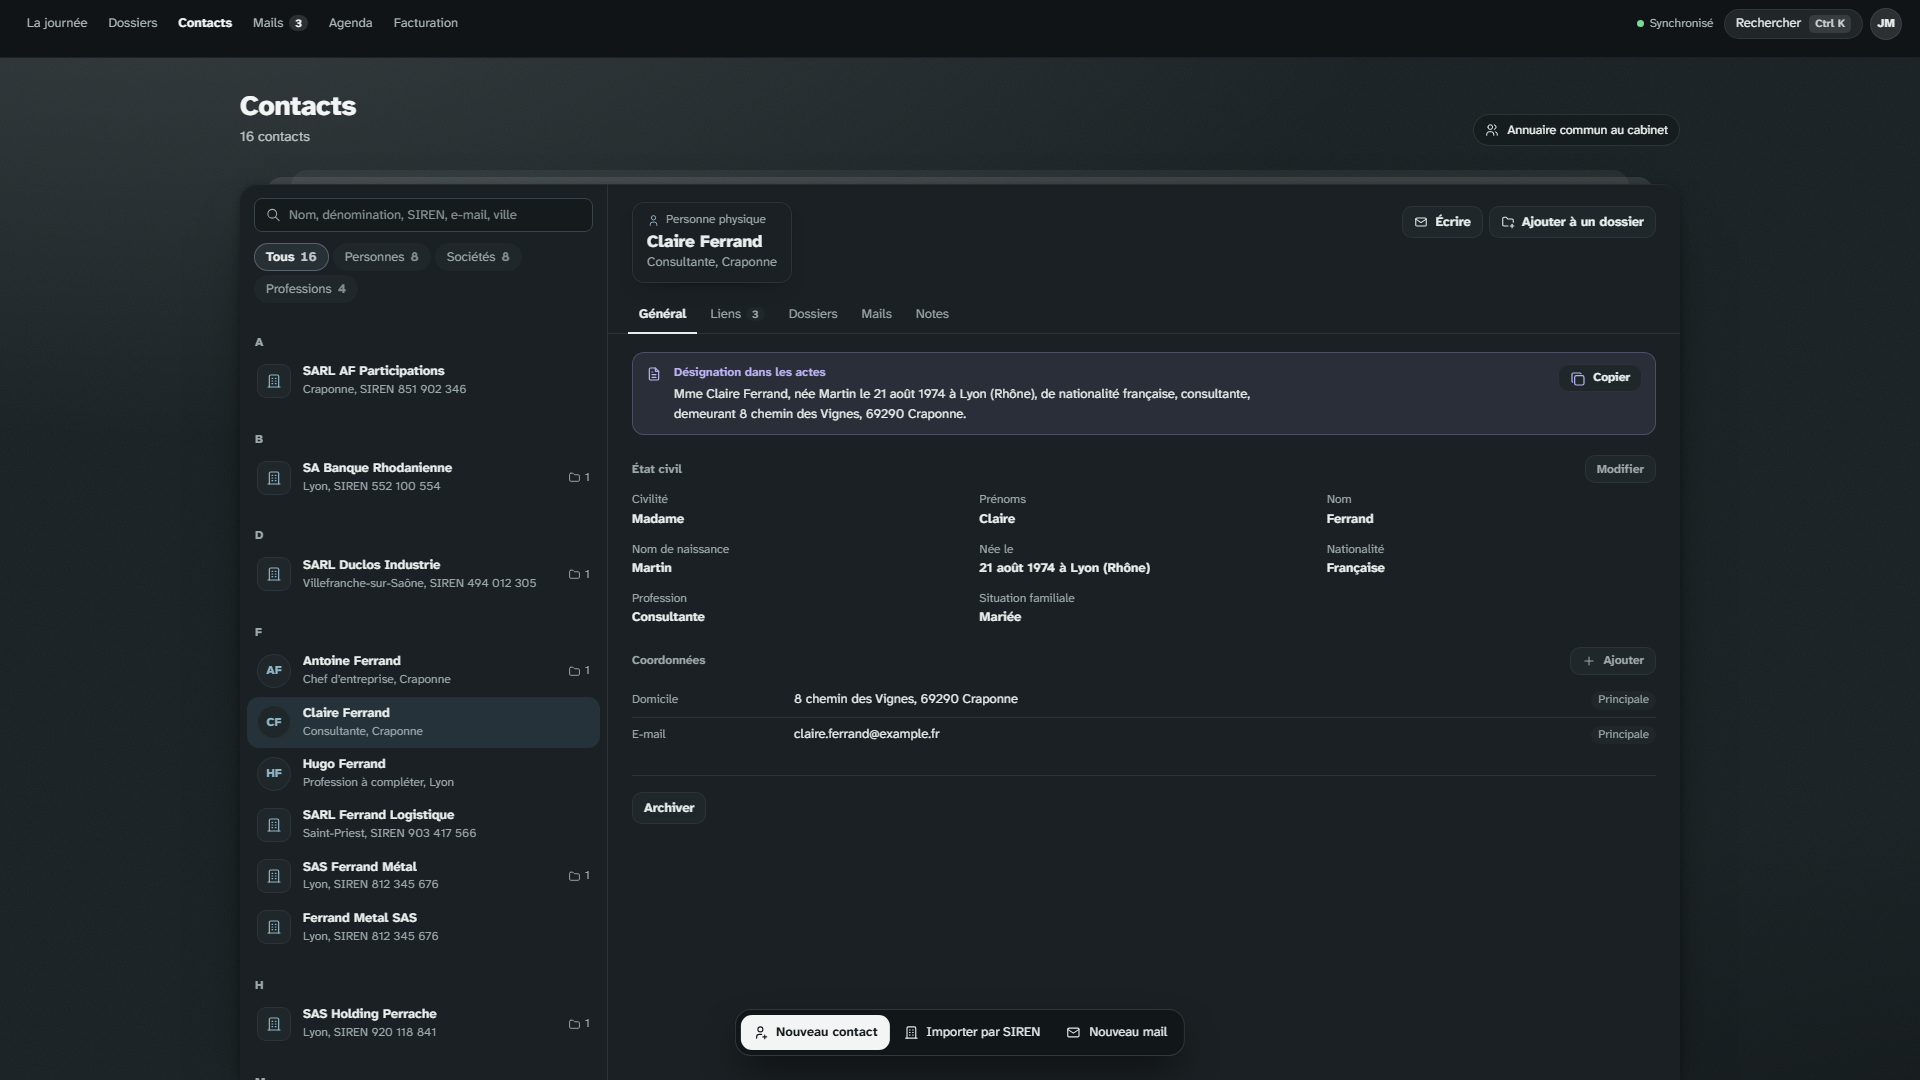 La journée
Dossiers
Contacts
Mails 3
Agenda
Facturation
Synchronisé
Rechercher Ctrl K
JM
Contacts
16 contacts
Annuaire commun au cabinet
Nom, dénomination, SIREN, e-mail, ville
Tous 16
Personnes 8
Sociétés 8
Professions 4
A
SARL AF Participations
Craponne, SIREN 851 902 346
B
SA Banque Rhodanienne
Lyon, SIREN 552 100 554
1
D
SARL Duclos Industrie
Villefranche-sur-Saône, SIREN 494 012 305
1
F
AF
Antoine Ferrand
Chef d'entreprise, Craponne
1
CF
Claire Ferrand
Consultante, Craponne
HF
Hugo Ferrand
Profession à compléter, Lyon
SARL Ferrand Logistique
Saint-Priest, SIREN 903 417 566
SAS Ferrand Métal
Lyon, SIREN 812 345 676
1
Ferrand Metal SAS
Lyon, SIREN 812 345 676
H
SAS Holding Perrache
Lyon, SIREN 920 118 841
1
Personne physique
Claire Ferrand
Consultante, Craponne
Écrire
Ajouter à un dossier
Général
Liens 3
Dossiers
Mails
Notes
Désignation dans les actes
Mme Claire Ferrand, née Martin le 21 août 1974 à Lyon (Rhône), de nationalité française, consultante,
demeurant 8 chemin des Vignes, 69290 Craponne.
Copier
État civil
Modifier
Civilité
Madame
Prénoms
Claire
Nom
Ferrand
Nom de naissance
Martin
Née le
21 août 1974 à Lyon (Rhône)
Nationalité
Française
Profession
Consultante
Situation familiale
Mariée
Coordonnées
Ajouter
Domicile
8 chemin des Vignes, 69290 Craponne
Principale
E-mail
claire.ferrand@example.fr
Principale
Archiver
Nouveau contact
Importer par SIREN
Nouveau mail